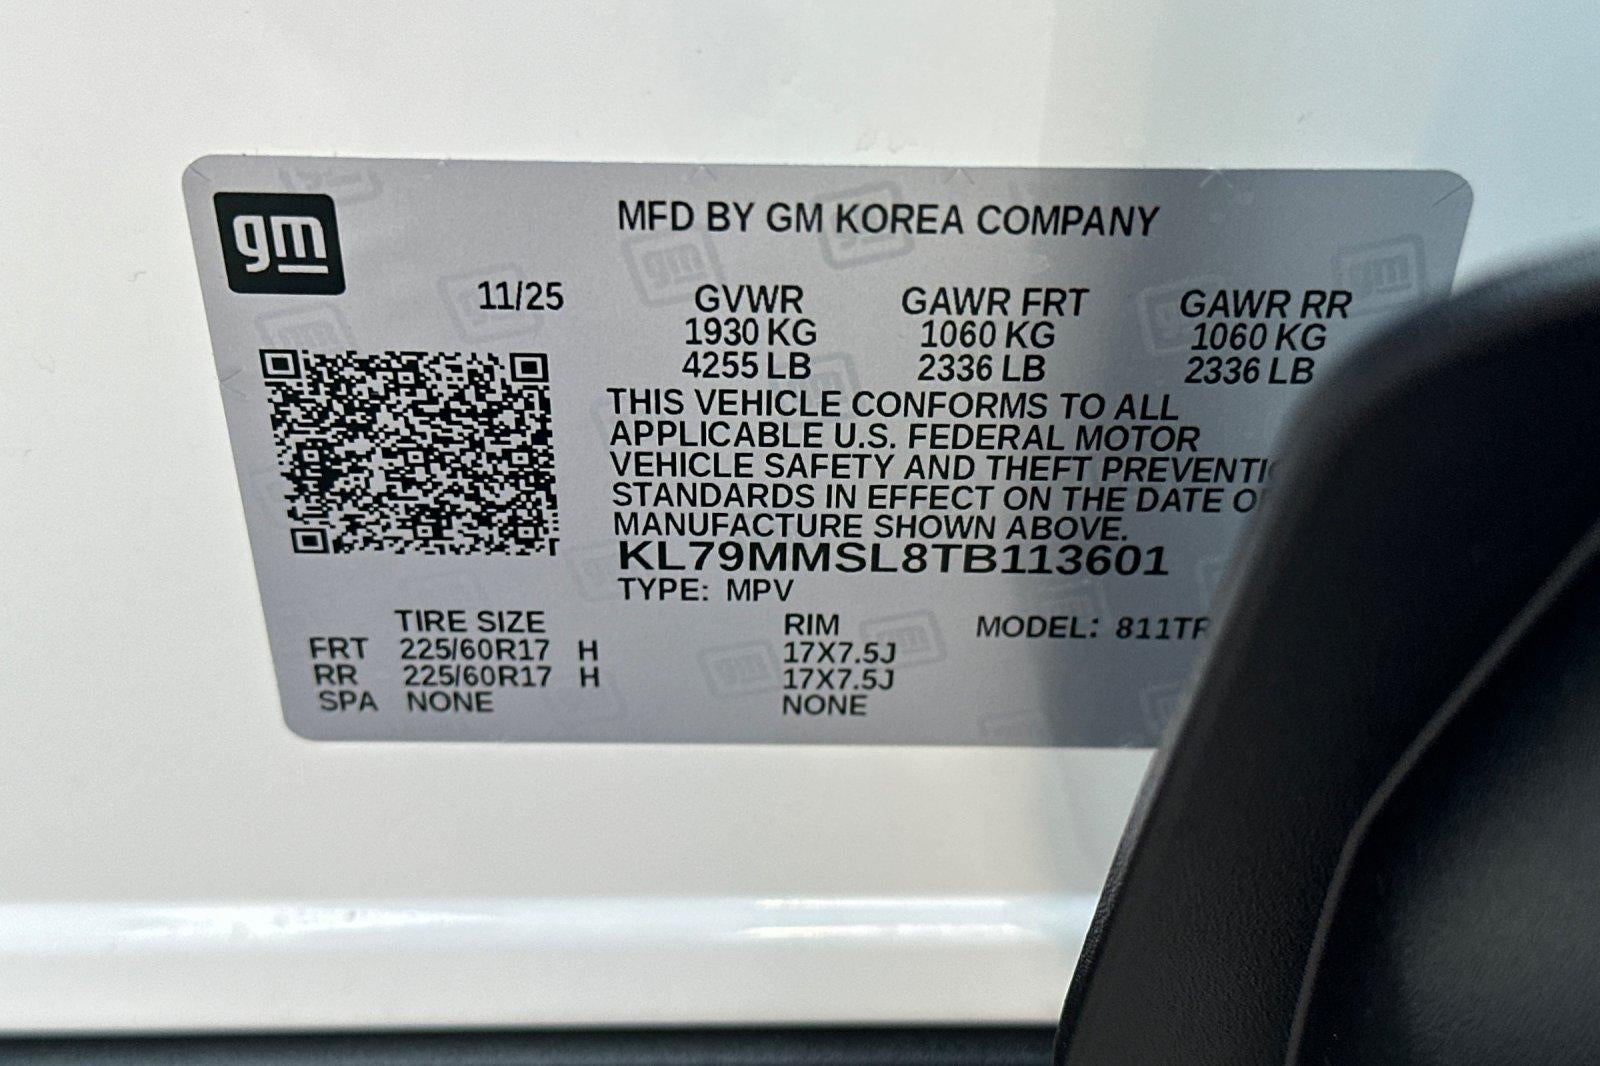 gm
MFD BY GM KOREA COMPANY
11/25 GVWR GAWR FRT GAWR RR
1930 KG 1060 KG 1060 KG
4255 LB 2336 LB 2336 LB
THIS VEHICLE CONFORMS TO ALL
APPLICABLE U.S. FEDERAL MOTOR
VEHICLE SAFETY AND THEFT
STANDARDS IN EFFECT ON THE DATE
MANUFACTURE SHOWN ABOVE.
KL79MMSL8TB113601
TYPE: MPV
TIRE SIZE RIM MODEL:
FRT 225/60R17 H 17X7.5J
RR 225/60R17 H 17X7.5J
SPA NONE NONE